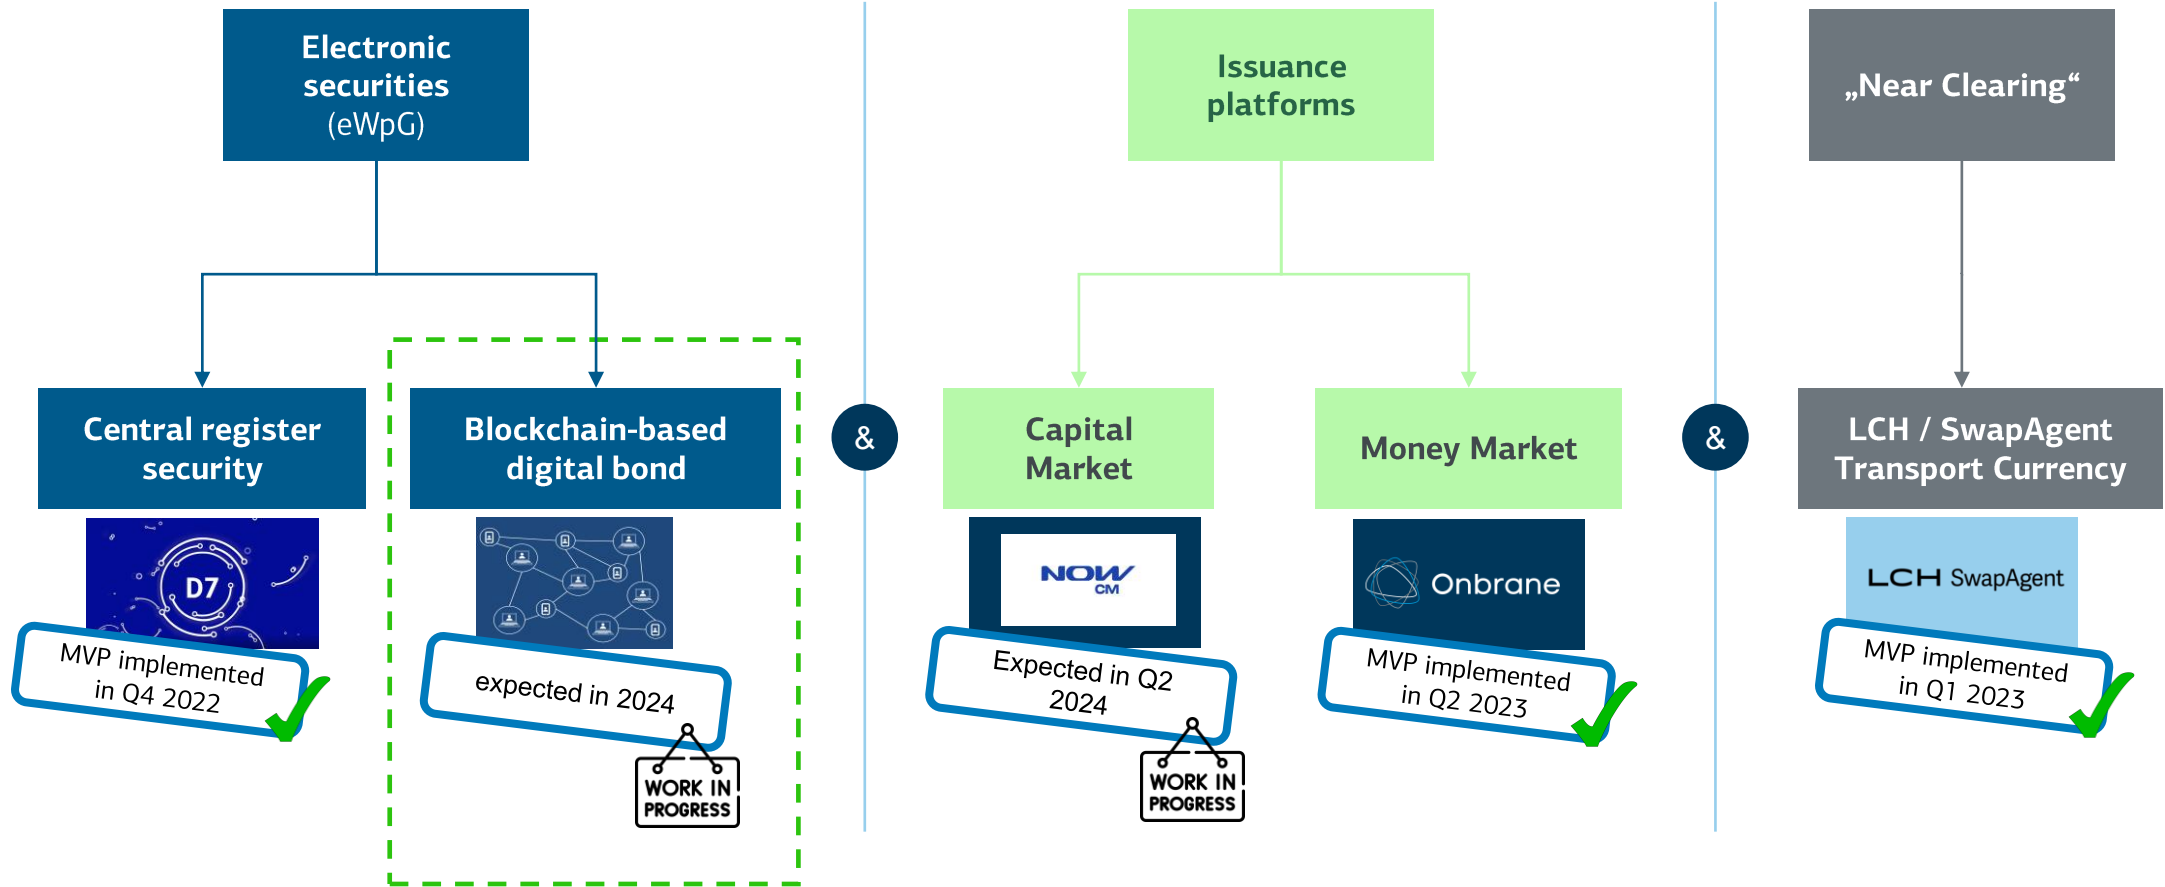 Electronic
securities
(eWpG)
Central register
security
D7
MVP implemented
in Q4 2022
Blockchain-based
digital bond
expected in 2024
WORK IN
PROGRESS
&
Issuance
platforms
Capital
Market
NOW
CM
Expected in Q2
2024
WORK IN
PROGRESS
Money Market
Onbrane
MVP implemented
in Q2 2023
&
„Near Clearing“
LCH / SwapAgent
Transport Currency
LCH SwapAgent
MVP implemented
in Q1 2023